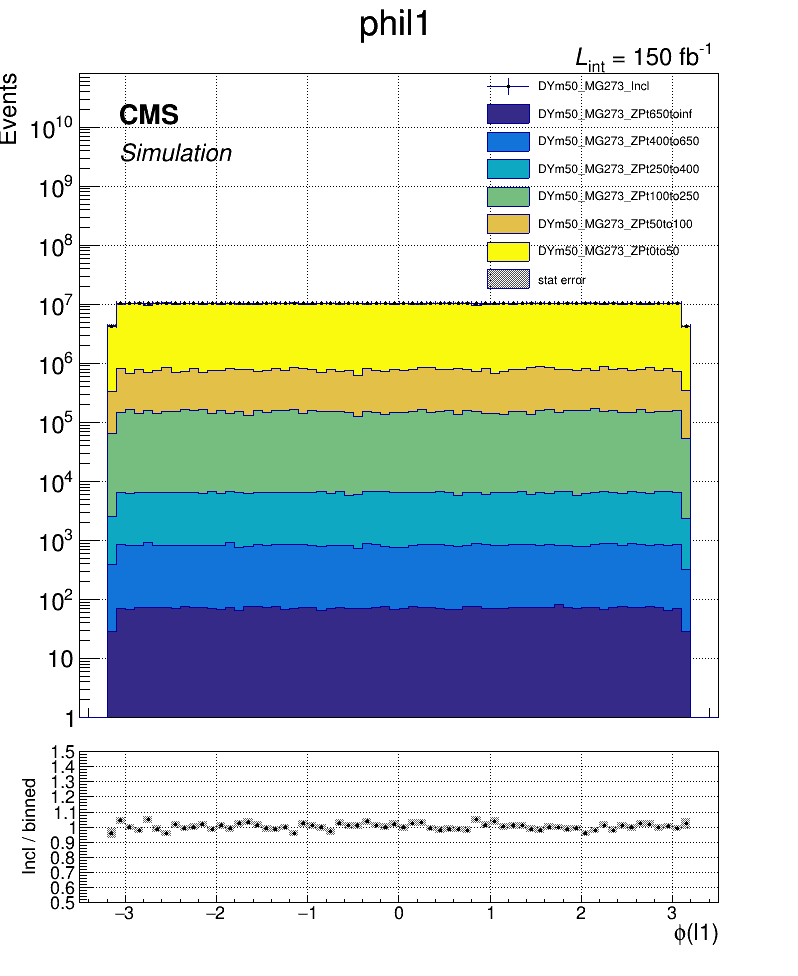 phil1
L_int = 150 fb^-1
Events
CMS
Simulation
DYm50_MG273_Incl
DYm50_MG273_ZPt650toinf
DYm50_MG273_ZPt400to650
DYm50_MG273_ZPt250to400
DYm50_MG273_ZPt100to250
DYm50_MG273_ZPt50to100
DYm50_MG273_ZPt0to50
stat error
10^10
10^9
10^8
10^7
10^6
10^5
10^4
10^3
10^2
10
1
Incl / binned
1.5
1.4
1.3
1.2
1.1
1
0.9
0.8
0.7
0.6
0.5
−3 −2 −1 0 1 2 3
ϕ(l1)